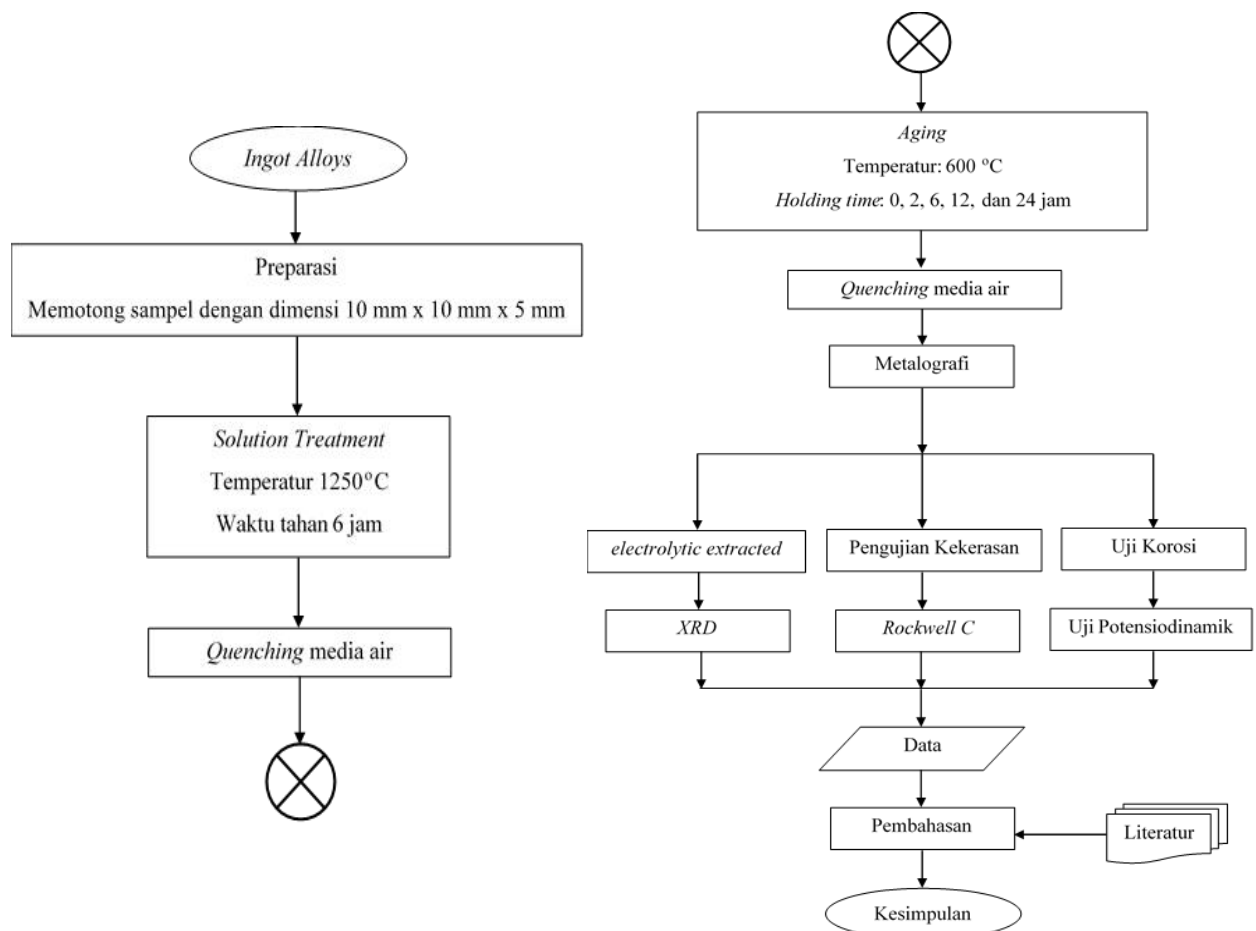 Ingot Alloys
Preparasi
Memotong sampel dengan dimensi 10 mm x 10 mm x 5 mm
Solution Treatment
Temperatur 1250°C
Waktu tahan 6 jam
Quenching media air
Aging
Temperatur: 600 °C
Holding time: 0, 2, 6, 12, dan 24 jam
Quenching media air
Metalografi
electrolytic extracted
Pengujian Kekerasan
Uji Korosi
XRD
Rockwell C
Uji Potensiodinamik
Data
Pembahasan
Literatur
Kesimpulan